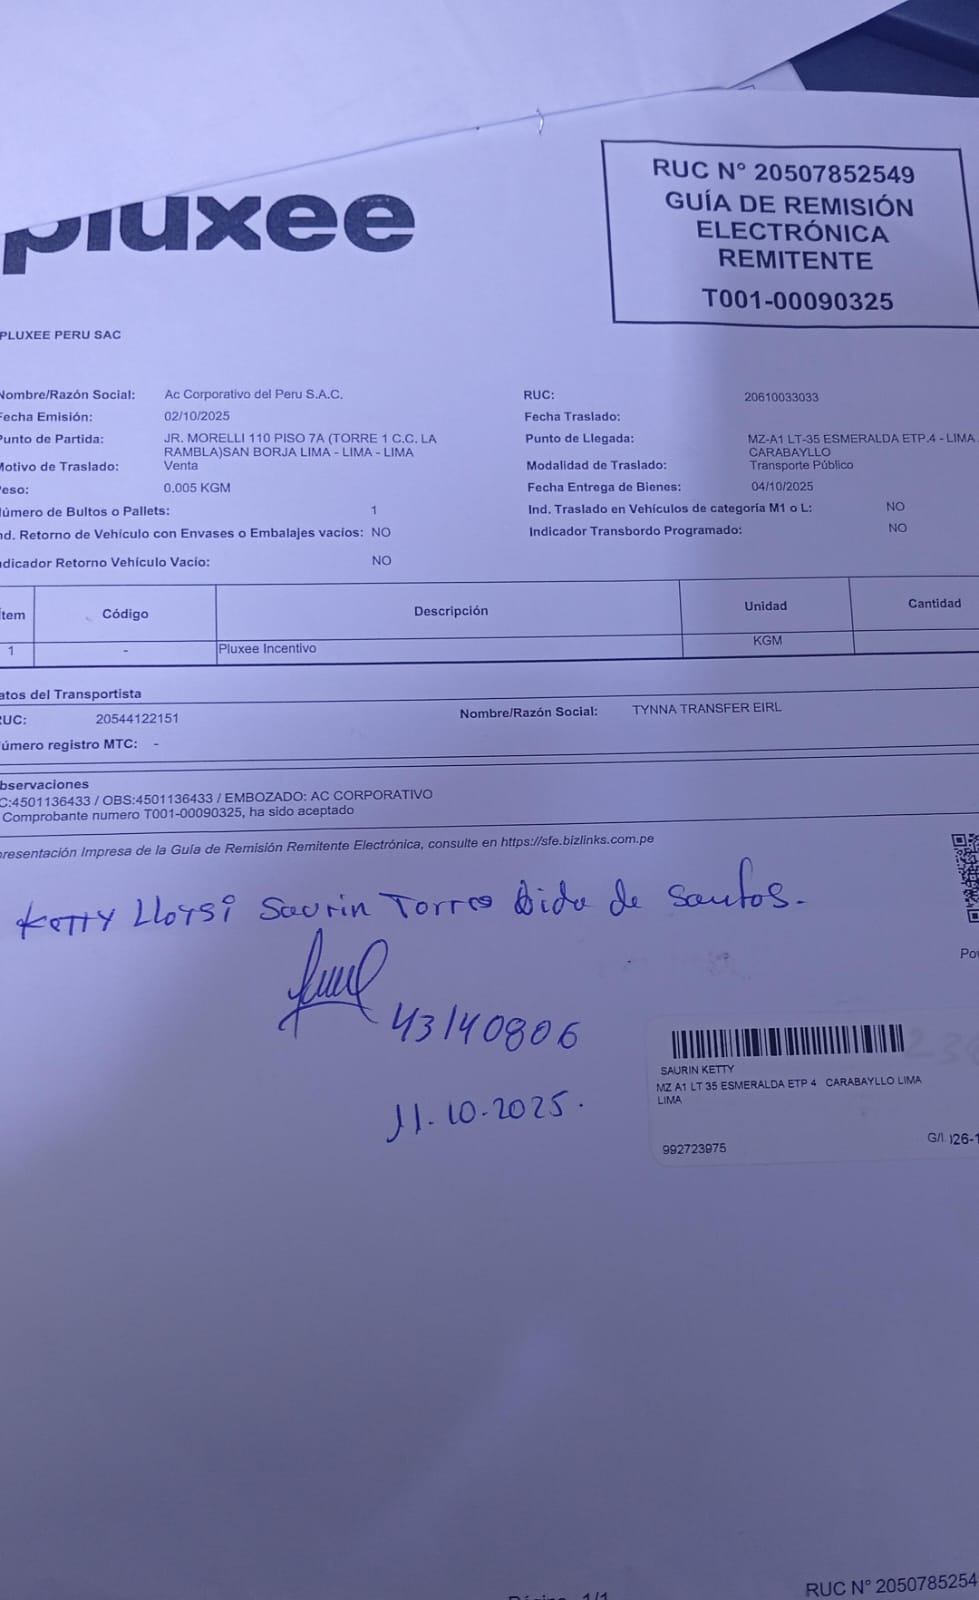 pluxee
RUC N° 20507852549
GUÍA DE REMISIÓN
ELECTRÓNICA
REMITENTE
T001-00090325
PLUXEE PERU SAC
Nombre/Razón Social: Ac Corporativo del Peru S.A.C. RUC: 20610033033
Fecha Emisión: 02/10/2025 Fecha Traslado:
Punto de Partida: JR. MORELLI 110 PISO 7A (TORRE 1 C.C. LA RAMBLA)SAN BORJA LIMA - LIMA - LIMA Punto de Llegada: MZ-A1 LT-35 ESMERALDA ETP.4 - LIMA CARABAYLLO
Motivo de Traslado: Venta Modalidad de Traslado: Transporte Público
Peso: 0.005 KGM Fecha Entrega de Bienes: 04/10/2025
Número de Bultos o Pallets: 1 Ind. Traslado en Vehículos de categoría M1 o L: NO
Ind. Retorno de Vehículo con Envases o Embalajes vacíos: NO Indicador Transbordo Programado: NO
Indicador Retorno Vehículo Vacío: NO
Ítem Código Descripción Unidad Cantidad
1 - Pluxee Incentivo KGM
atos del Transportista
RUC: 20544122151 Nombre/Razón Social: TYNNA TRANSFER EIRL
úmero registro MTC: -
bservaciones
C:4501136433 / OBS:4501136433 / EMBOZADO: AC CORPORATIVO
Comprobante numero T001-00090325, ha sido aceptado
presentación Impresa de la Guía de Remisión Remitente Electrónica, consulte en https://sfe.bizlinks.com.pe
Ketty Lloysi Saurin Torres Bida de Santos.
43140806
11.10.2025.
SAURIN KETTY
MZ A1 LT 35 ESMERALDA ETP 4 CARABAYLLO LIMA
LIMA
992723975
RUC N° 2050785254